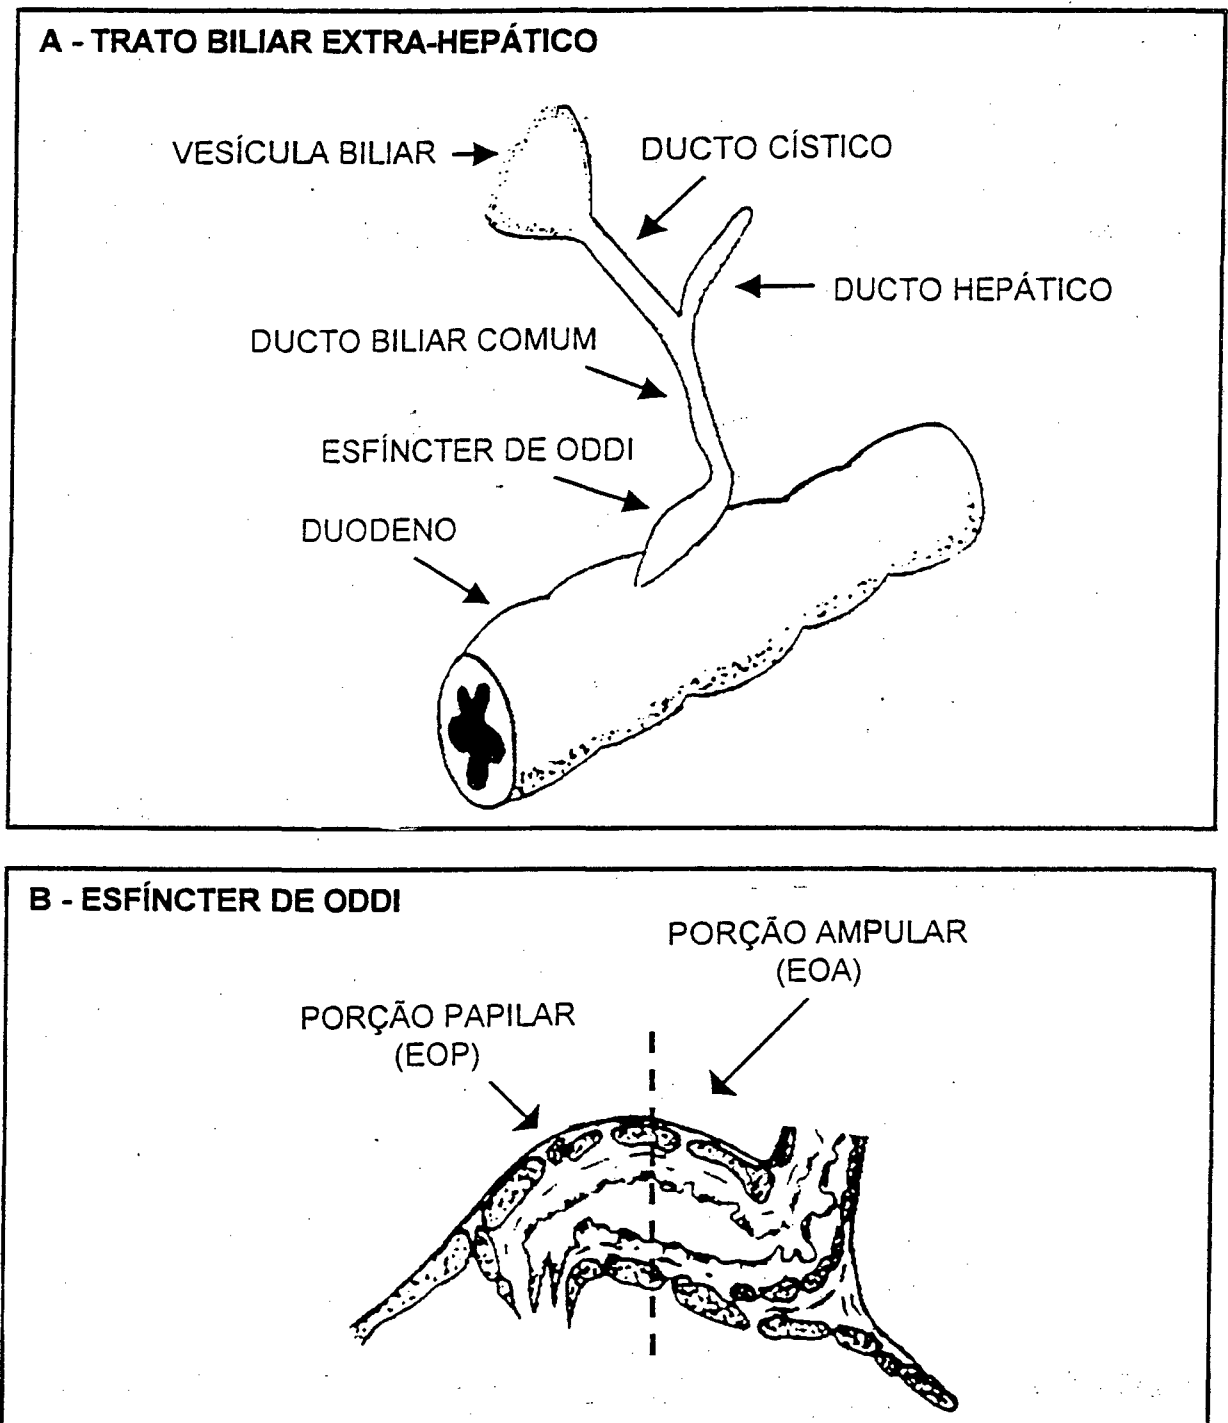 A - TRATO BILIAR EXTRA-HEPÁTICO
VESÍCULA BILIAR
DUCTO CÍSTICO
DUCTO HEPÁTICO
DUCTO BILIAR COMUM
ESFÍNCTER DE ODDI
DUODENO
B - ESFÍNCTER DE ODDI
PORÇÃO AMPULAR
(EOA)
PORÇÃO PAPILAR
(EOP)